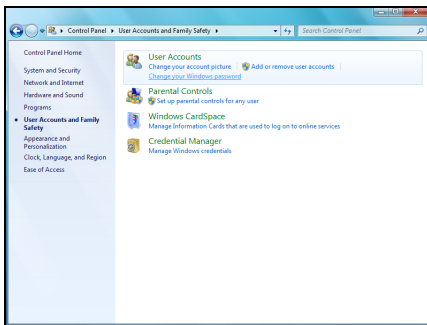 Control Panel ▸ User Accounts and Family Safety ▸
Search Control Panel
Control Panel Home
System and Security
Network and Internet
Hardware and Sound
Programs
User Accounts and Family
Safety
Appearance and
Personalization
Clock, Language, and Region
Ease of Access
User Accounts
Change your account picture
Add or remove user accounts
Change your Windows password
Parental Controls
Set up parental controls for any user
Windows CardSpace
Manage Information Cards that are used to log on to online services
Credential Manager
Manage Windows credentials